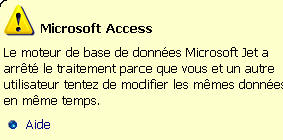 Microsoft Access
Le moteur de base de données Microsoft Jet a
arrêté le traitement parce que vous et un autre
utilisateur tentez de modifier les mêmes données
en même temps.
Aide